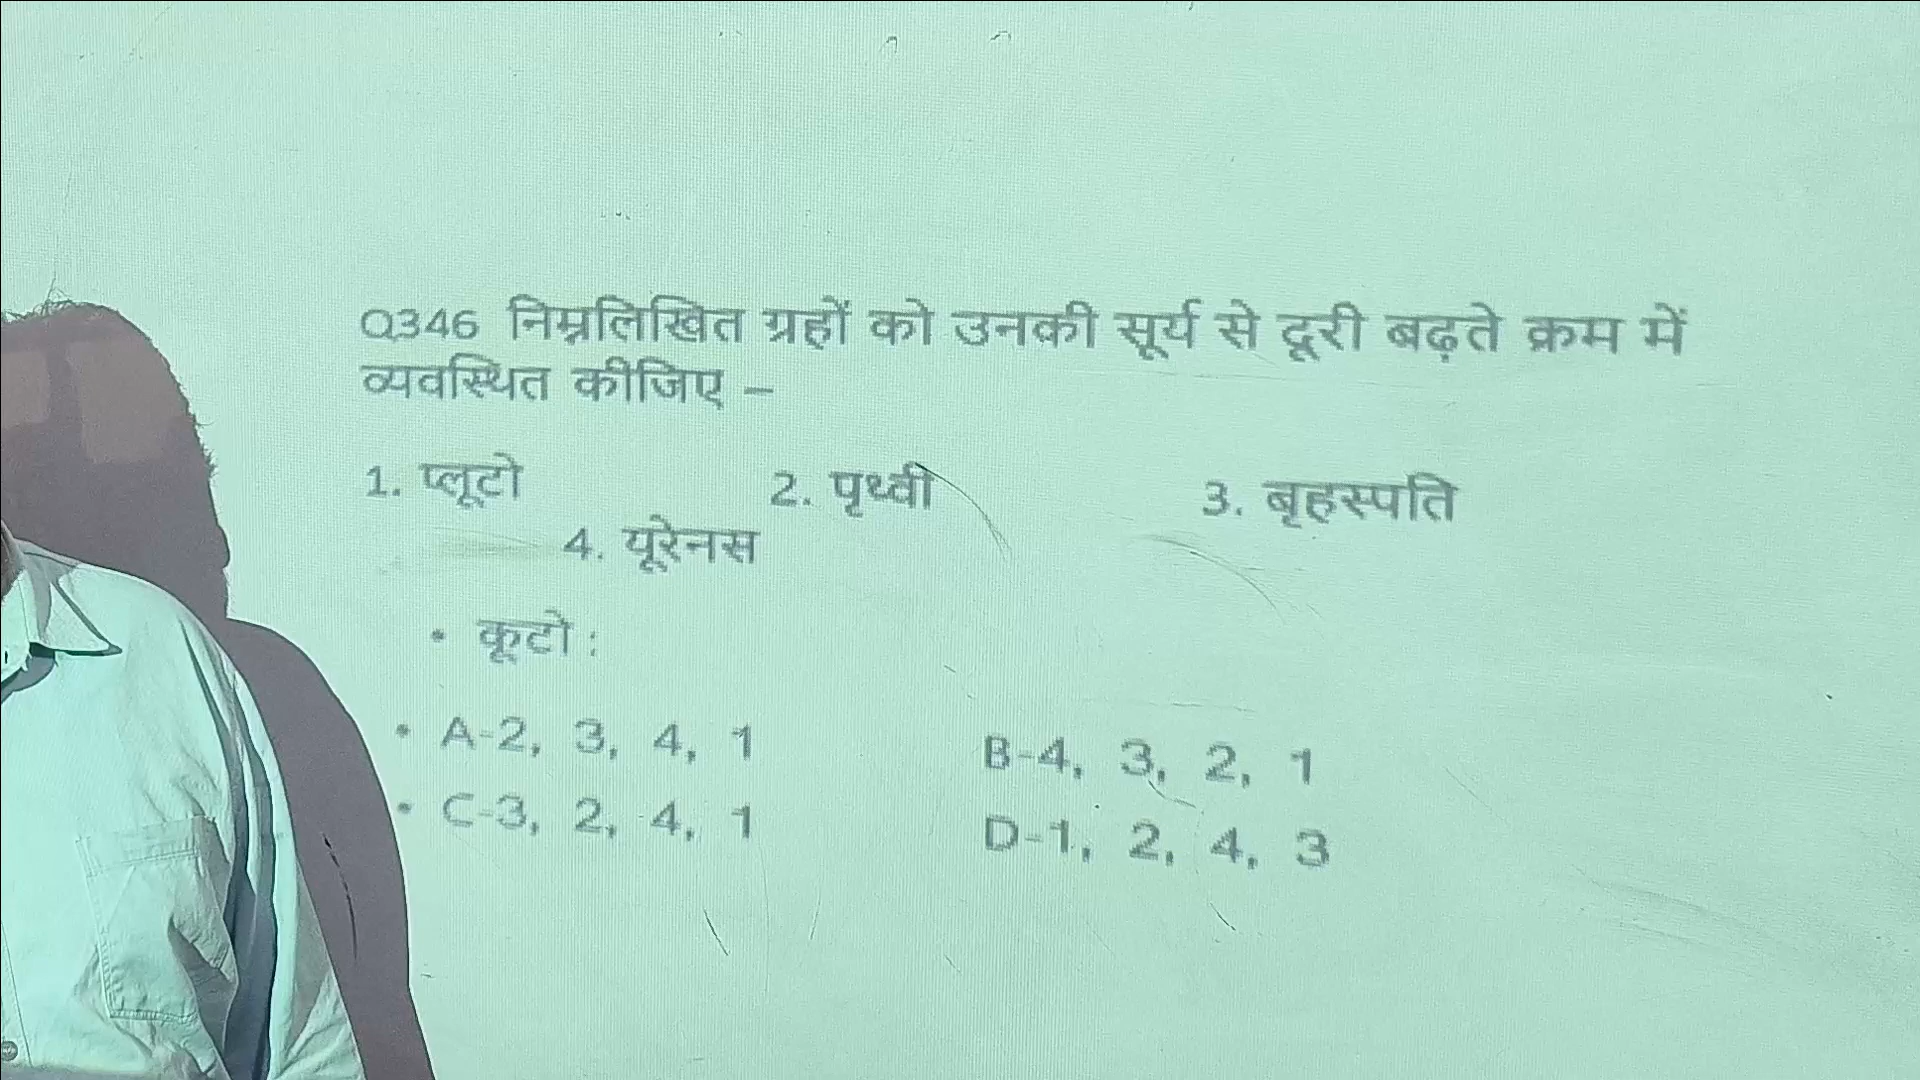 Q346 निम्नलिखित ग्रहों को उनकी सूर्य से दूरी बढ़ते क्रम में
व्यवस्थित कीजिए –
1. प्लूटो 2. पृथ्वी 3. बृहस्पति
4. यूरेनस
• कूटो :
• A-2, 3, 4, 1 B-4, 3, 2, 1
• C-3, 2, 4, 1 D-1, 2, 4, 3